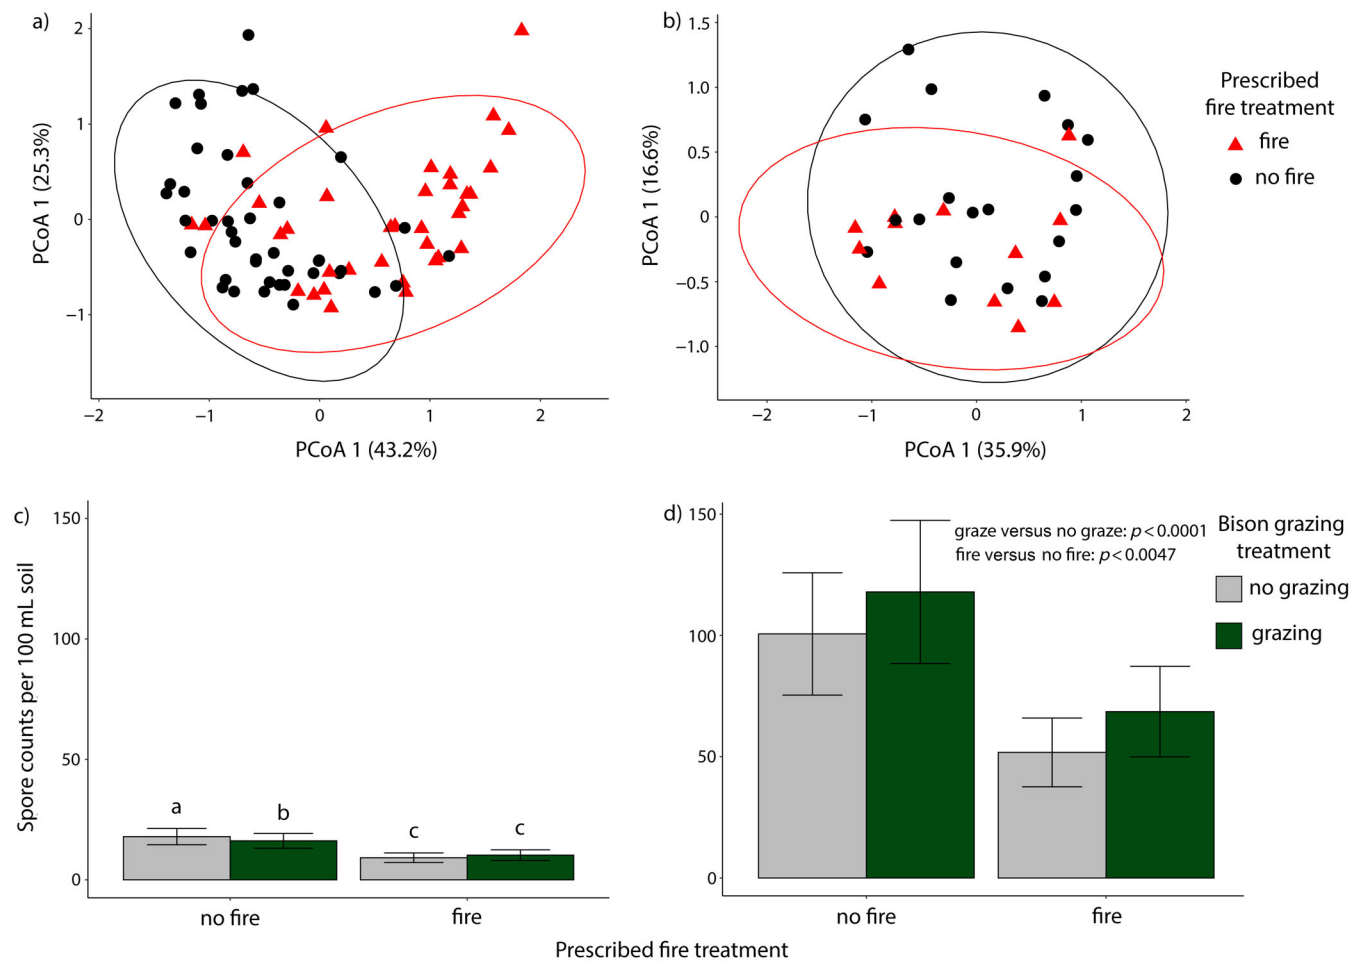 a)
2
1
0
−1
PCoA 1 (25.3%)
−2
−1
0
1
2
PCoA 1 (43.2%)
b)
1.5
1.0
0.5
0
−0.5
−1.0
PCoA 1 (16.6%)
−2
−1
0
1
2
PCoA 1 (35.9%)
Prescribed
fire treatment
fire
no fire
c)
150
100
50
0
Spore counts per 100 mL soil
a
b
c
c
no fire
fire
d)
150
100
50
0
graze versus no graze: p<0.0001
fire versus no fire: p<0.0047
no fire
fire
Bison grazing
treatment
no grazing
grazing
Prescribed fire treatment